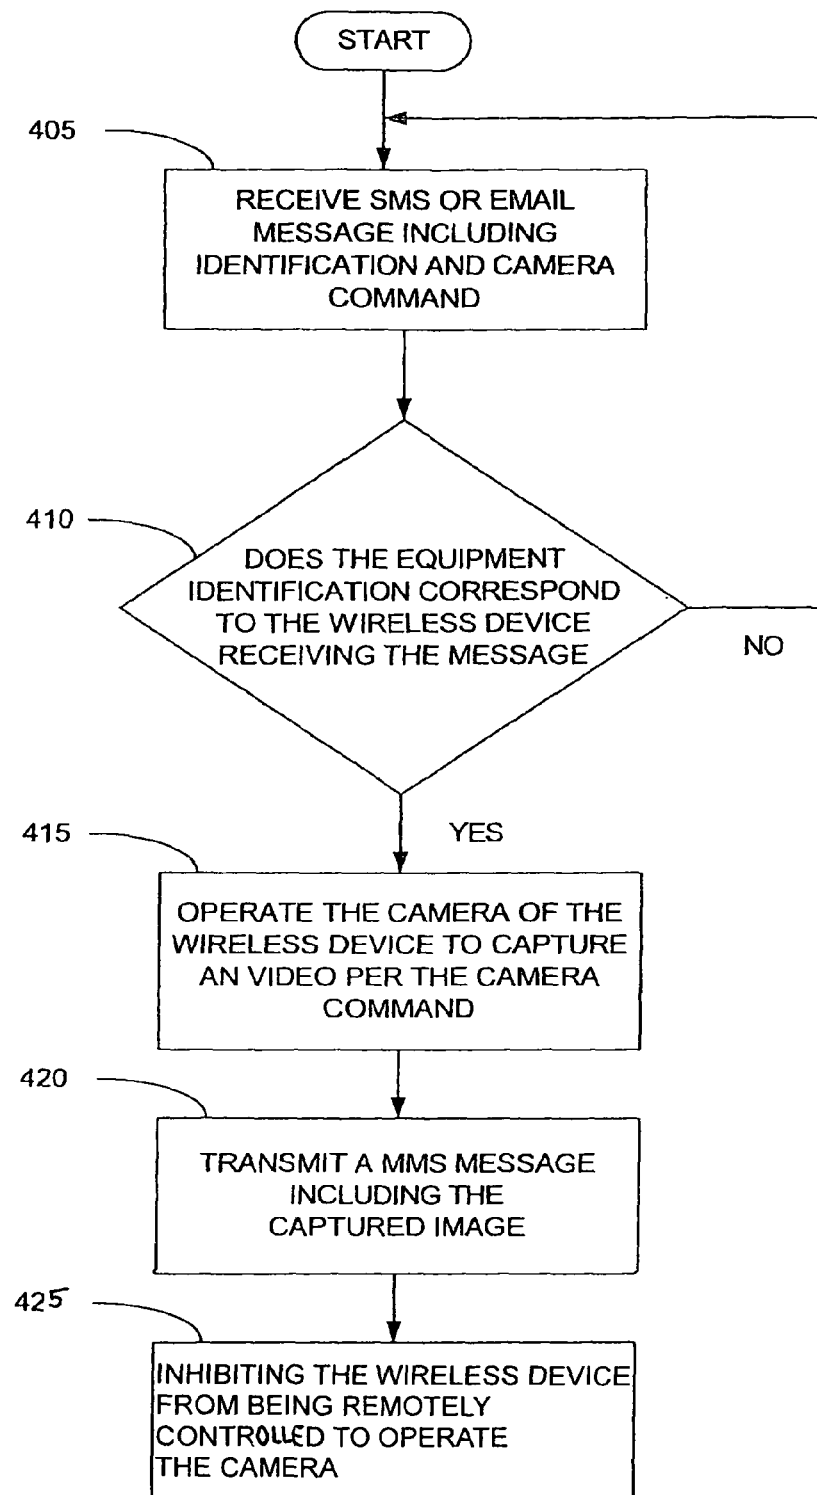 START
405
RECEIVE SMS OR EMAIL
MESSAGE INCLUDING
IDENTIFICATION AND CAMERA
COMMAND
410
DOES THE EQUIPMENT
IDENTIFICATION CORRESPOND
TO THE WIRELESS DEVICE
RECEIVING THE MESSAGE
NO
YES
415
OPERATE THE CAMERA OF THE
WIRELESS DEVICE TO CAPTURE
AN VIDEO PER THE CAMERA
COMMAND
420
TRANSMIT A MMS MESSAGE
INCLUDING THE
CAPTURED IMAGE
425
INHIBITING THE WIRELESS DEVICE
FROM BEING REMOTELY
CONTROLLED TO OPERATE
THE CAMERA